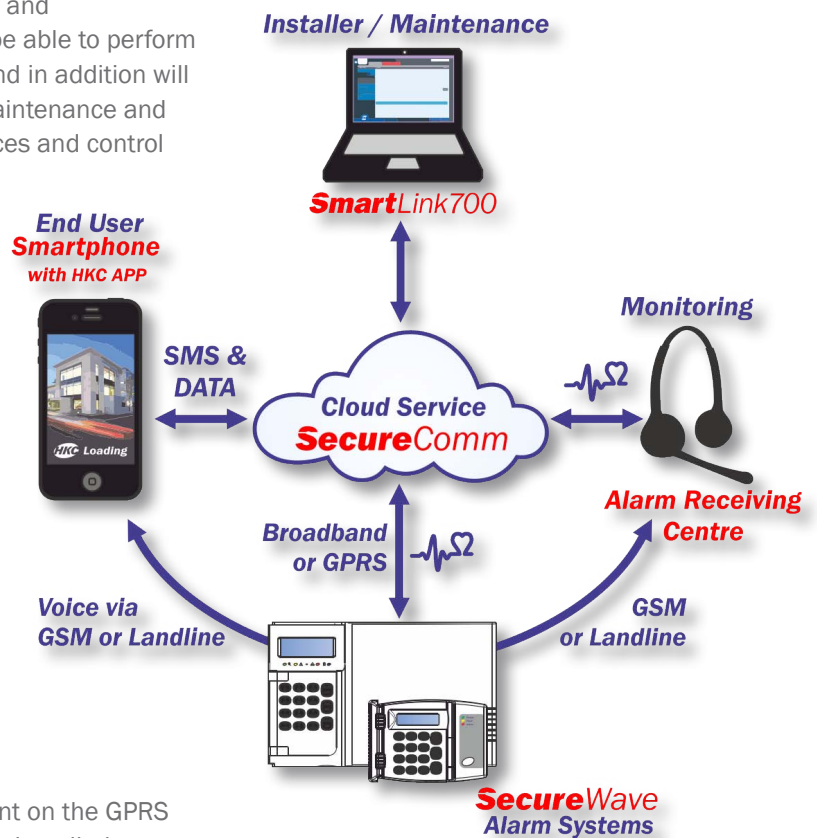 and
be able to perform
nd in addition will
aintenance and
ces and control
Installer / Maintenance
SmartLink700
End User
Smartphone
with HKC APP
HKC Loading
SMS &
DATA
Cloud Service
SecureComm
Monitoring
Alarm Receiving
Centre
Broadband
or GPRS
Voice via
GSM or Landline
GSM
or Landline
SecureWave
Alarm Systems
nt on the GPRS